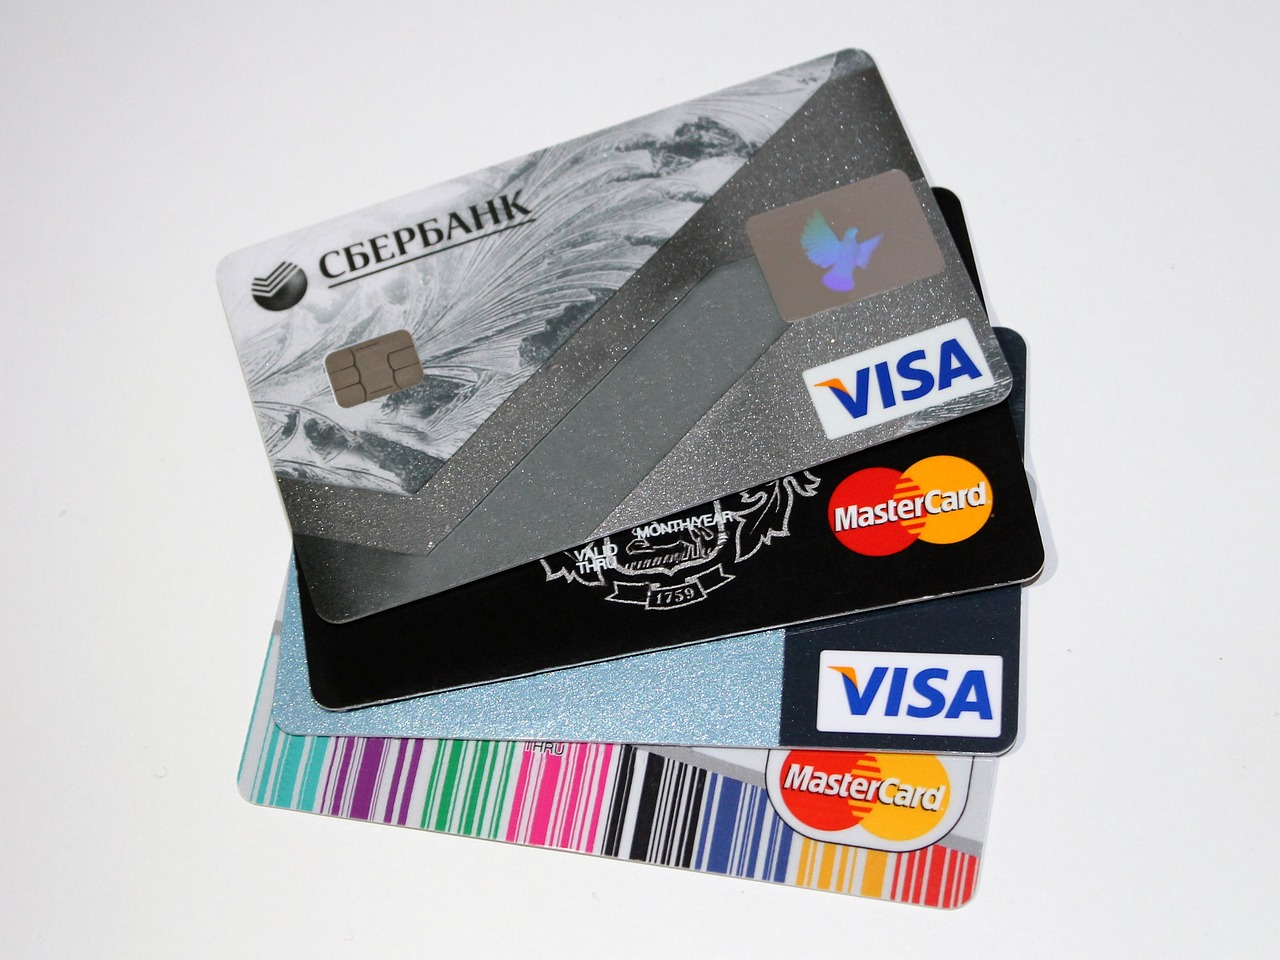 СБЕРБАНК
VISA
MasterCard
MONTH/YEAR
VALID
THRU
1759
VISA
THRU
MasterCard